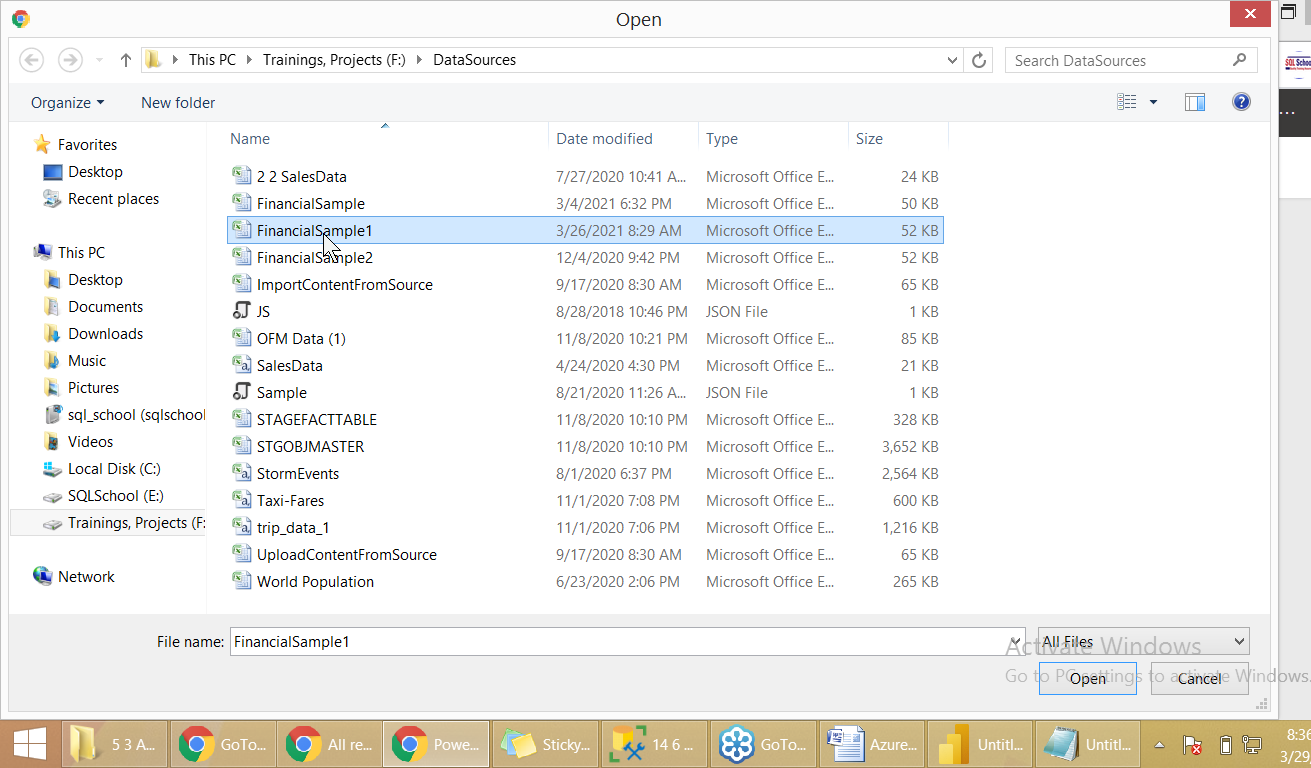 Open
This PC Trainings, Projects (F:) DataSources
Search DataSources
SQL School
Organize New folder
Name Date modified Type Size
Favorites
Desktop
Recent places
This PC
Desktop
Documents
Downloads
Music
Pictures
sql_school (sqlschool
Videos
Local Disk (C:)
SQLSchool (E:)
Trainings, Projects (F:
Network
2 2 SalesData 7/27/2020 10:41 A... Microsoft Office E... 24 KB
FinancialSample 3/4/2021 6:32 PM Microsoft Office E... 50 KB
FinancialSample1 3/26/2021 8:29 AM Microsoft Office E... 52 KB
FinancialSample2 12/4/2020 9:42 PM Microsoft Office E... 52 KB
ImportContentFromSource 9/17/2020 8:30 AM Microsoft Office E... 65 KB
JS 8/28/2018 10:46 PM JSON File 1 KB
OFM Data (1) 11/8/2020 10:21 PM Microsoft Office E... 85 KB
SalesData 4/24/2020 4:30 PM Microsoft Office E... 21 KB
Sample 8/21/2020 11:26 A... JSON File 1 KB
STAGEFACTTABLE 11/8/2020 10:10 PM Microsoft Office E... 328 KB
STGOBJMASTER 11/8/2020 10:10 PM Microsoft Office E... 3,652 KB
StormEvents 8/1/2020 6:37 PM Microsoft Office E... 2,564 KB
Taxi-Fares 11/1/2020 7:08 PM Microsoft Office E... 600 KB
trip_data_1 11/1/2020 7:06 PM Microsoft Office E... 1,216 KB
UploadContentFromSource 9/17/2020 8:30 AM Microsoft Office E... 65 KB
World Population 6/23/2020 2:06 PM Microsoft Office E... 265 KB
File name: FinancialSample1 All Files
Activate Windows
Go to PC settings to activate Windows.
Open Cancel
5 3 A... GoTo... All re... Powe... Sticky... 14 6 ... GoTo... Azure... Untitl... Untitl... 8:36
3/29